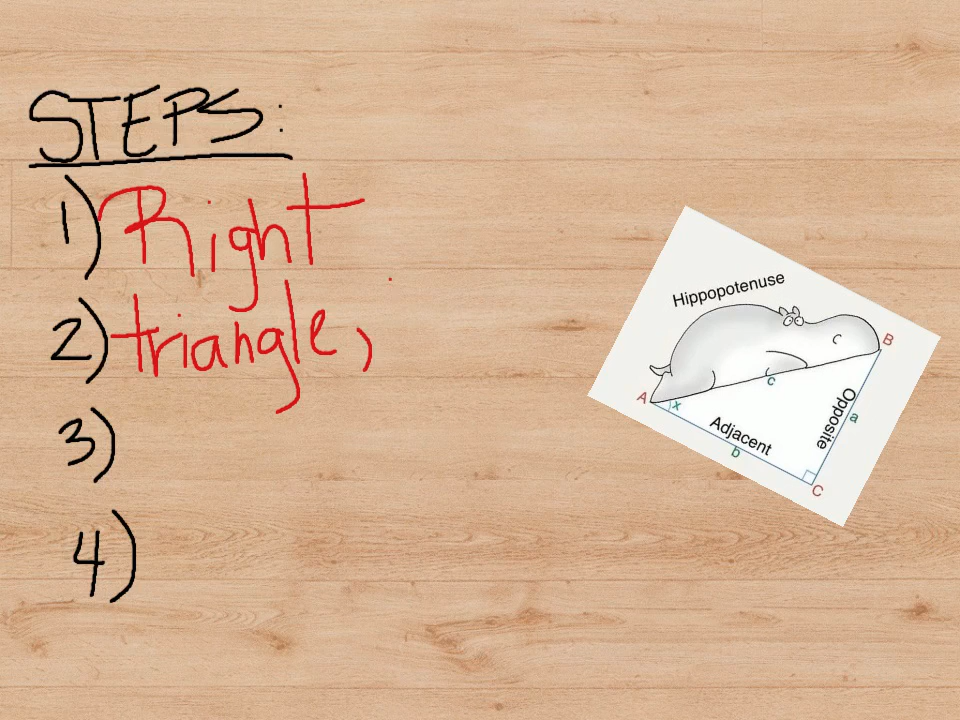 STEPS:
1) Right
2) triangle,
3)
4)
Hippopotenuse
B
c
A
x
Opposite
a
Adjacent
b
C